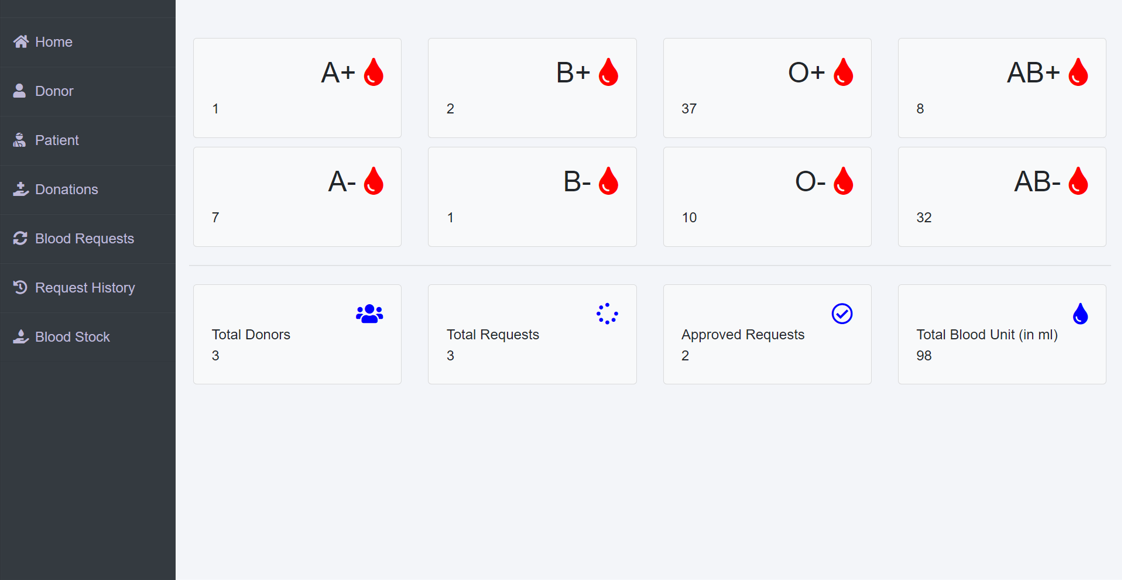 Home
Donor
Patient
Donations
Blood Requests
Request History
Blood Stock
A+
1
B+
2
O+
37
AB+
8
A-
7
B-
1
O-
10
AB-
32
Total Donors
3
Total Requests
3
Approved Requests
2
Total Blood Unit (in ml)
98